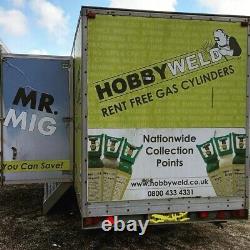 MR.
MIG
You Can Save!
HOBBYWELD
RENT FREE GAS CYLINDERS
Nationwide
Collection
Points
www.hobbyweld.co.uk
0800 433 4331